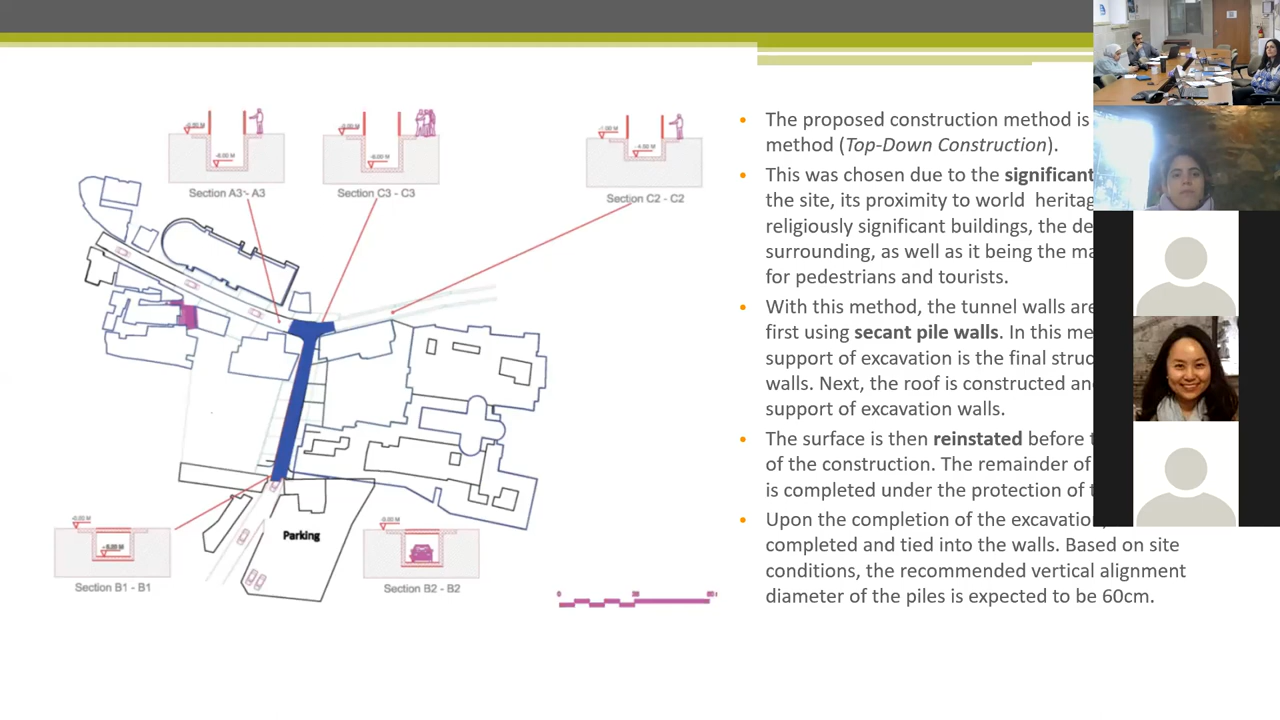 Section A3 - A3
Section C3 - C3
Section C2 - C2
Section B1 - B1
Section B2 - B2
Parking
-6.00 M
-6.00 M
-4.00 M
The proposed construction method is
method (Top-Down Construction).
This was chosen due to the significant
the site, its proximity to world heritag
religiously significant buildings, the de
surrounding, as well as it being the ma
for pedestrians and tourists.
With this method, the tunnel walls are
first using secant pile walls. In this me
support of excavation is the final struc
walls. Next, the roof is constructed an
support of excavation walls.
The surface is then reinstated before
of the construction. The remainder of
is completed under the protection of
Upon the completion of the excavation,
completed and tied into the walls. Based on site
conditions, the recommended vertical alignment
diameter of the piles is expected to be 60cm.